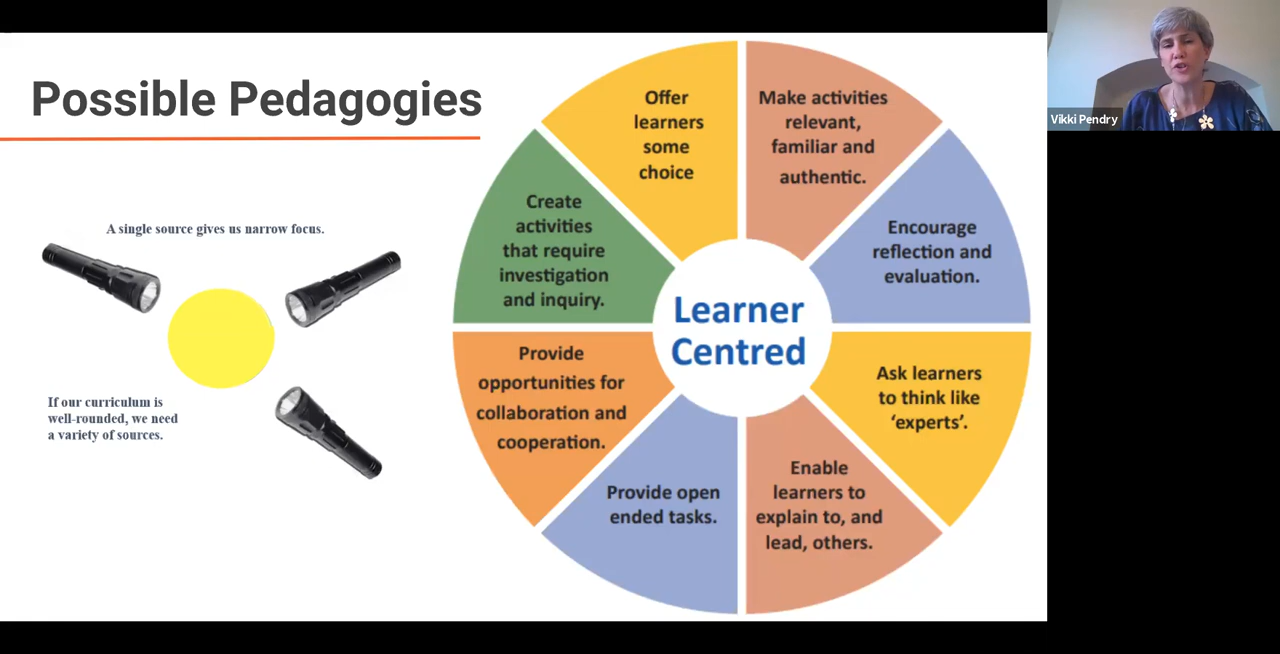 Possible Pedagogies
A single source gives us narrow focus.
If our curriculum is
well-rounded, we need
a variety of sources.
Offer
learners
some
choice
Make activities
relevant,
familiar and
authentic.
Encourage
reflection and
evaluation.
Ask learners
to think like
‘experts’.
Enable
learners to
explain to, and
lead, others.
Provide open
ended tasks.
Provide
opportunities for
collaboration and
cooperation.
Create
activities
that require
investigation
and inquiry.
Learner
Centred
Vikki Pendry